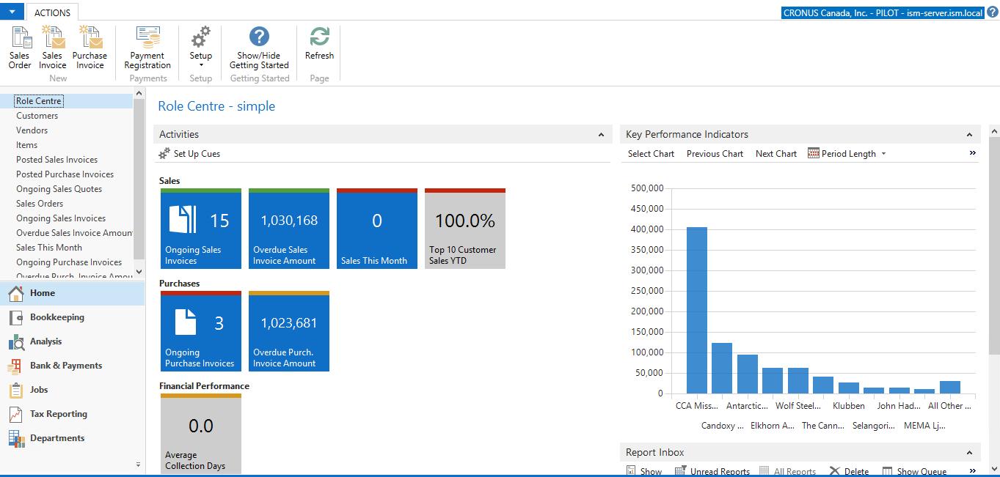 ACTIONS
CRONUS Canada, Inc. - PILOT - ism-server.ism.local
?
Sales Order
Sales Invoice
Purchase Invoice
New
Payment Registration
Payments
Setup
Setup
Show/Hide Getting Started
Getting Started
Refresh
Page
Role Centre
Customers
Vendors
Items
Posted Sales Invoices
Posted Purchase Invoices
Ongoing Sales Quotes
Sales Orders
Ongoing Sales Invoices
Overdue Sales Invoice Amoun
Sales This Month
Ongoing Purchase Invoices
Overdue Purch. Invoice Amou
Home
Bookkeeping
Analysis
Bank & Payments
Jobs
Tax Reporting
Departments
Role Centre - simple
Activities
Set Up Cues
Sales
15
Ongoing Sales
Invoices
1,030,168
Overdue Sales
Invoice Amount
0
Sales This Month
100.0%
Top 10 Customer
Sales YTD
Purchases
3
Ongoing
Purchase Invoices
1,023,681
Overdue Purch.
Invoice Amount
Financial Performance
0.0
Average
Collection Days
Key Performance Indicators
Select Chart Previous Chart Next Chart Period Length »
500,000
450,000
400,000
350,000
300,000
250,000
200,000
150,000
100,000
50,000
0
CCA Miss... Antarctic... Wolf Steel... Klubben John Had... All Other ...
Candoxy ... Elkhorn A... The Cann... Selangori... MEMA Lj...
Report Inbox
Show Unread Reports All Reports Delete Show Queue »